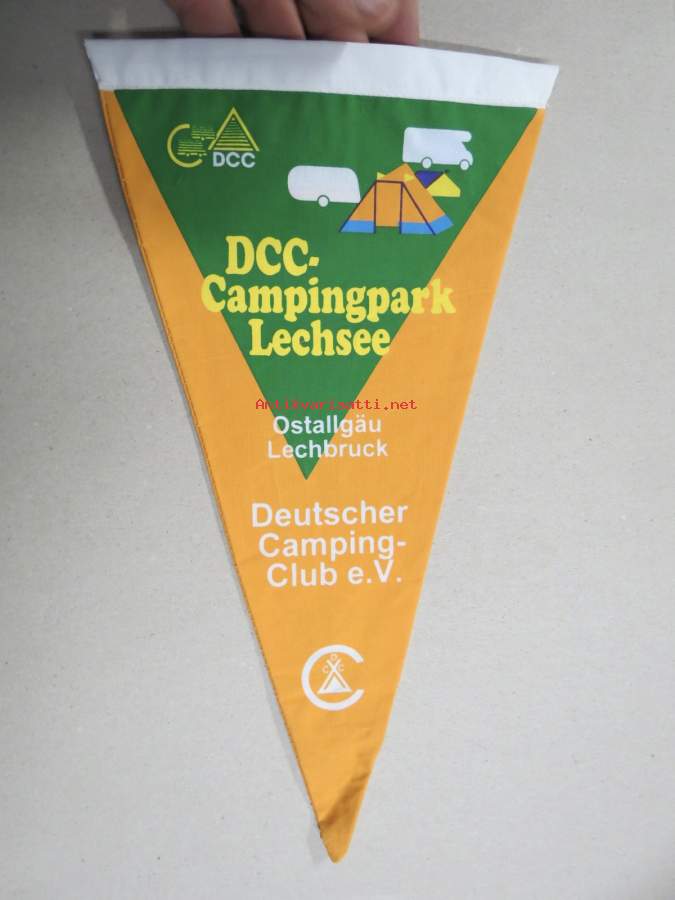 DCC
DCC-
Campingpark
Lechsee
Antikvariaatti.net
Ostallgäu
Lechbruck
Deutscher
Camping-
Club e.V.